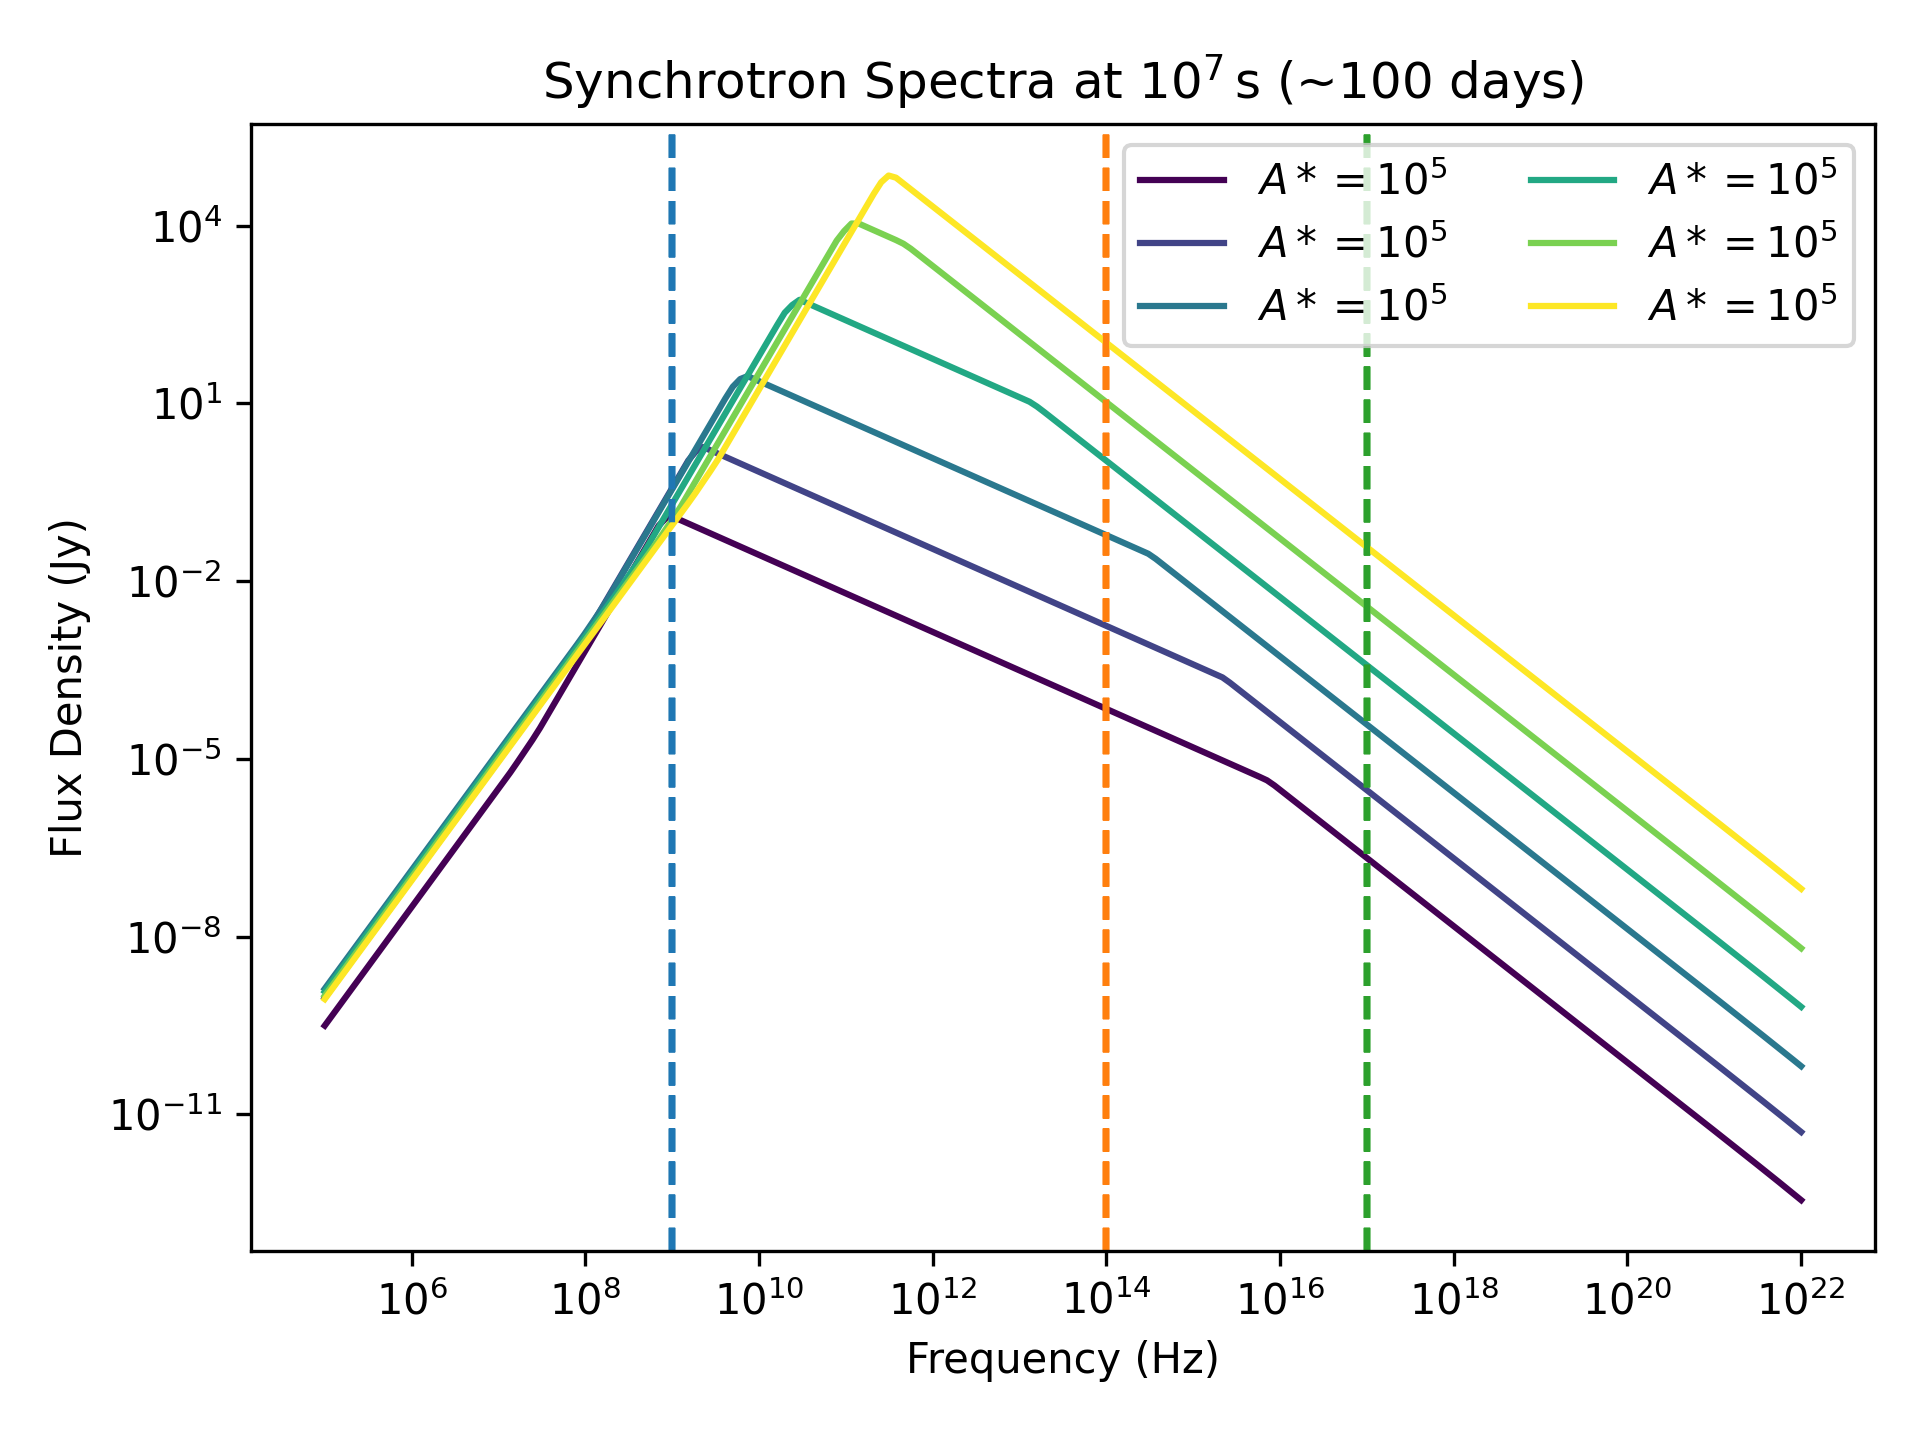 Synchrotron Spectra at 10⁷ s (~100 days)
A* = 10⁵
A* = 10⁵
A* = 10⁵
A* = 10⁵
A* = 10⁵
A* = 10⁵
Flux Density (Jy)
10⁴
10¹
10⁻²
10⁻⁵
10⁻⁸
10⁻¹¹
10⁶ 10⁸ 10¹⁰ 10¹² 10¹⁴ 10¹⁶ 10¹⁸ 10²⁰ 10²²
Frequency (Hz)